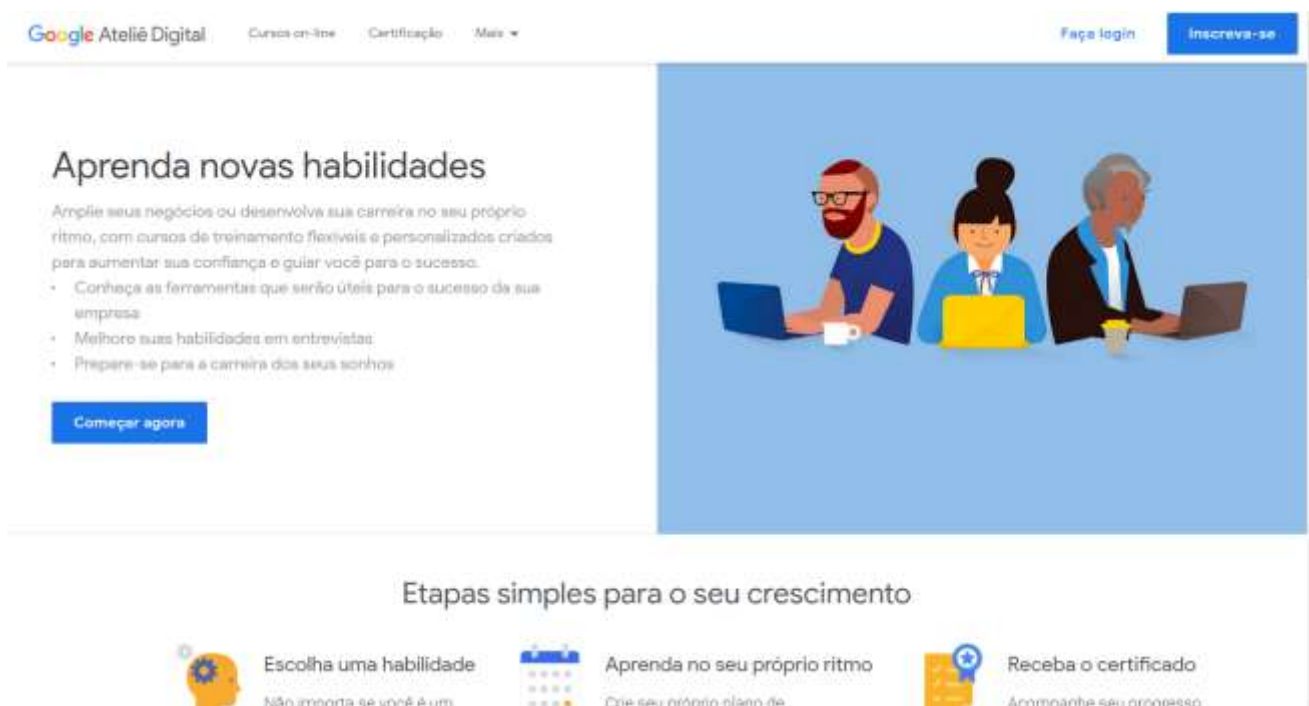 Google Ateliê Digital
Cursos on-line
Certificação
Mais
Faça login
Inscreva-se
Aprenda novas habilidades
Amplie seus negócios ou desenvolva sua carreira no seu próprio
ritmo, com cursos de treinamento flexíveis e personalizados criados
para aumentar sua confiança e guiar você para o sucesso.
• Conheça as ferramentas que serão úteis para o sucesso da sua
empresa
• Melhore suas habilidades em entrevistas
• Prepare-se para a carreira dos seus sonhos
Começar agora
Etapas simples para o seu crescimento
Escolha uma habilidade
Não importa se você é um
Aprenda no seu próprio ritmo
Crie seu próprio plano de
Receba o certificado
Acompanhe seu progresso